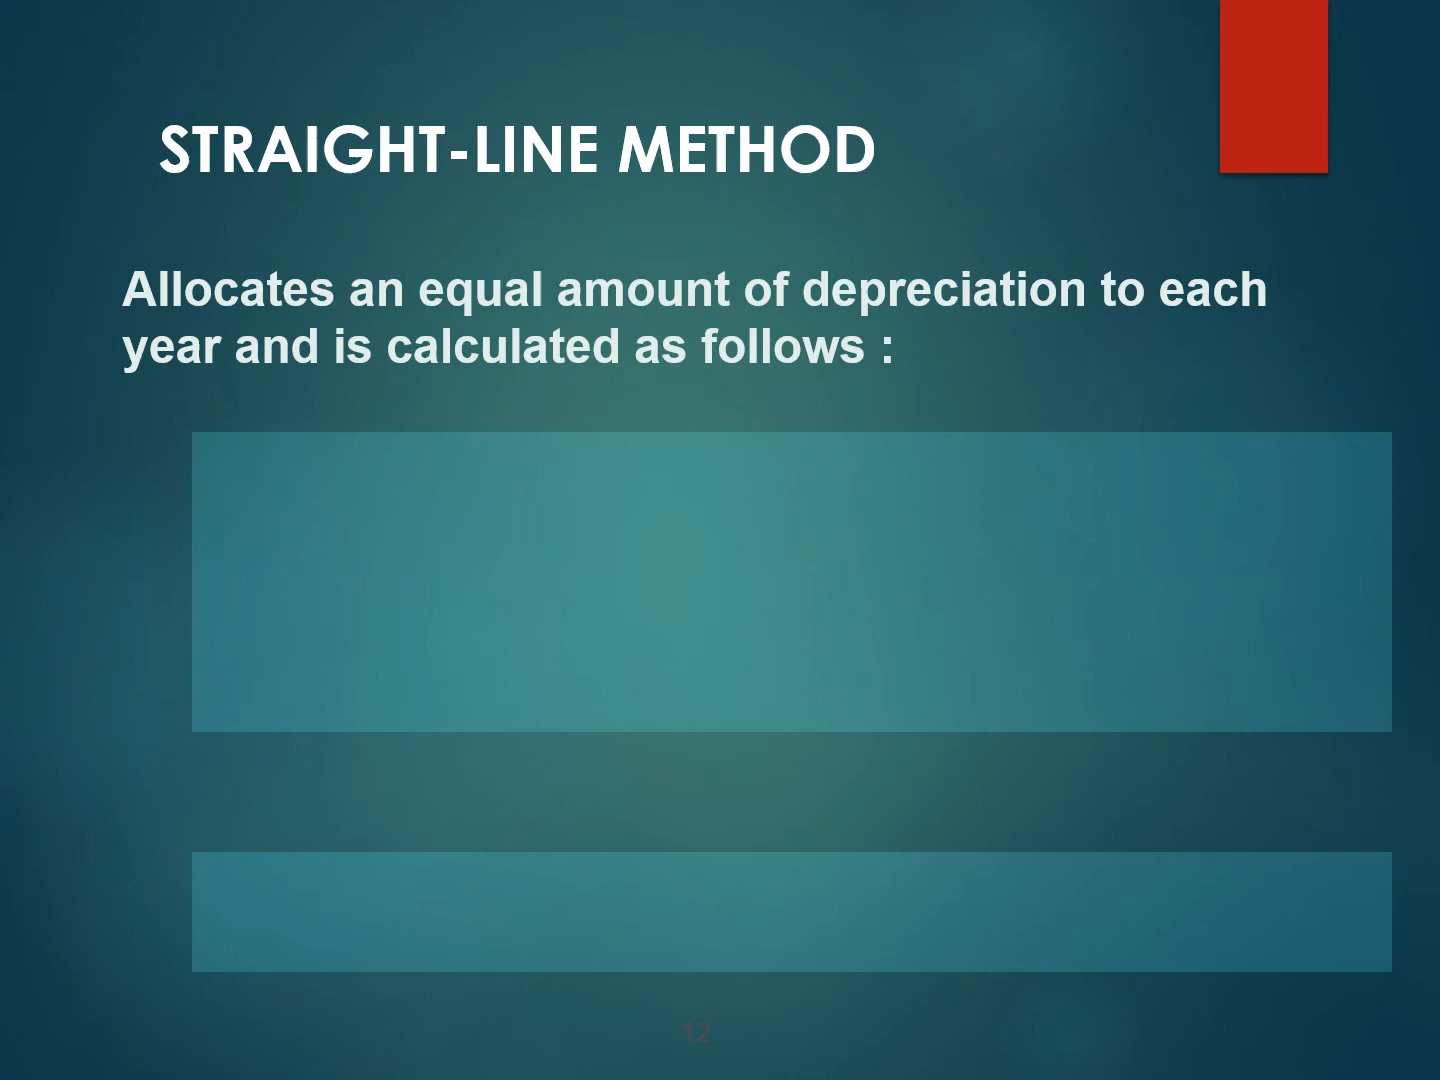 STRAIGHT-LINE METHOD
Allocates an equal amount of depreciation to each
year and is calculated as follows :
12